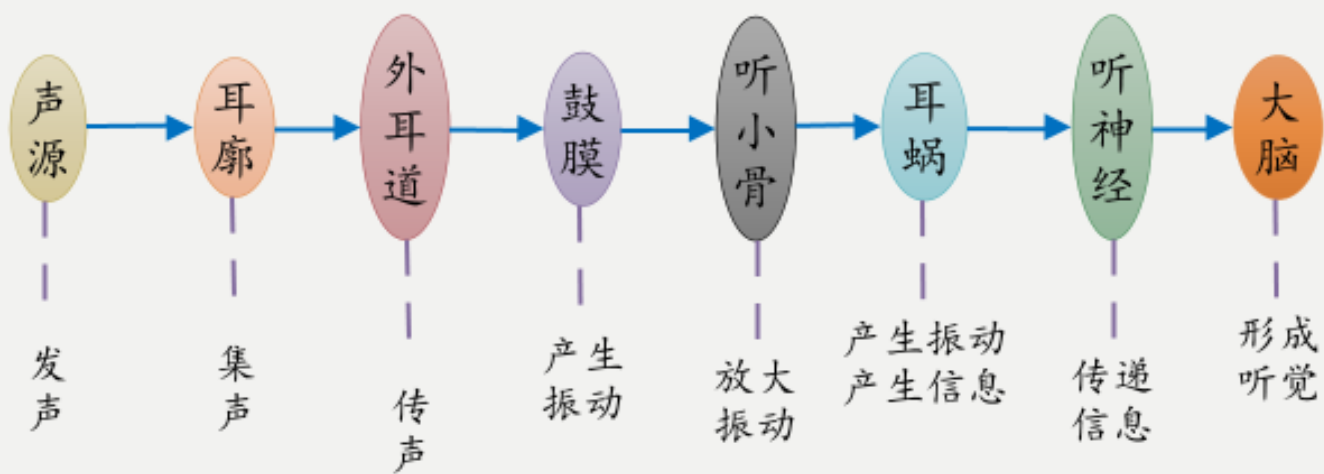 声源
耳廓
外耳道
鼓膜
听小骨
耳蜗
听神经
大脑
发声
集声
传声
产生
振动
放大
振动
产生振动
产生信息
传递
信息
形成
听觉